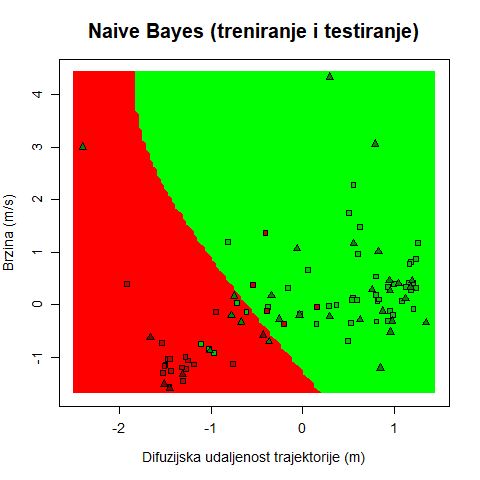 Naive Bayes (treniranje i testiranje)
4
3
2
1
0
-1
Brzina (m/s)
-2 -1 0 1
Difuzijska udaljenost trajektorije (m)